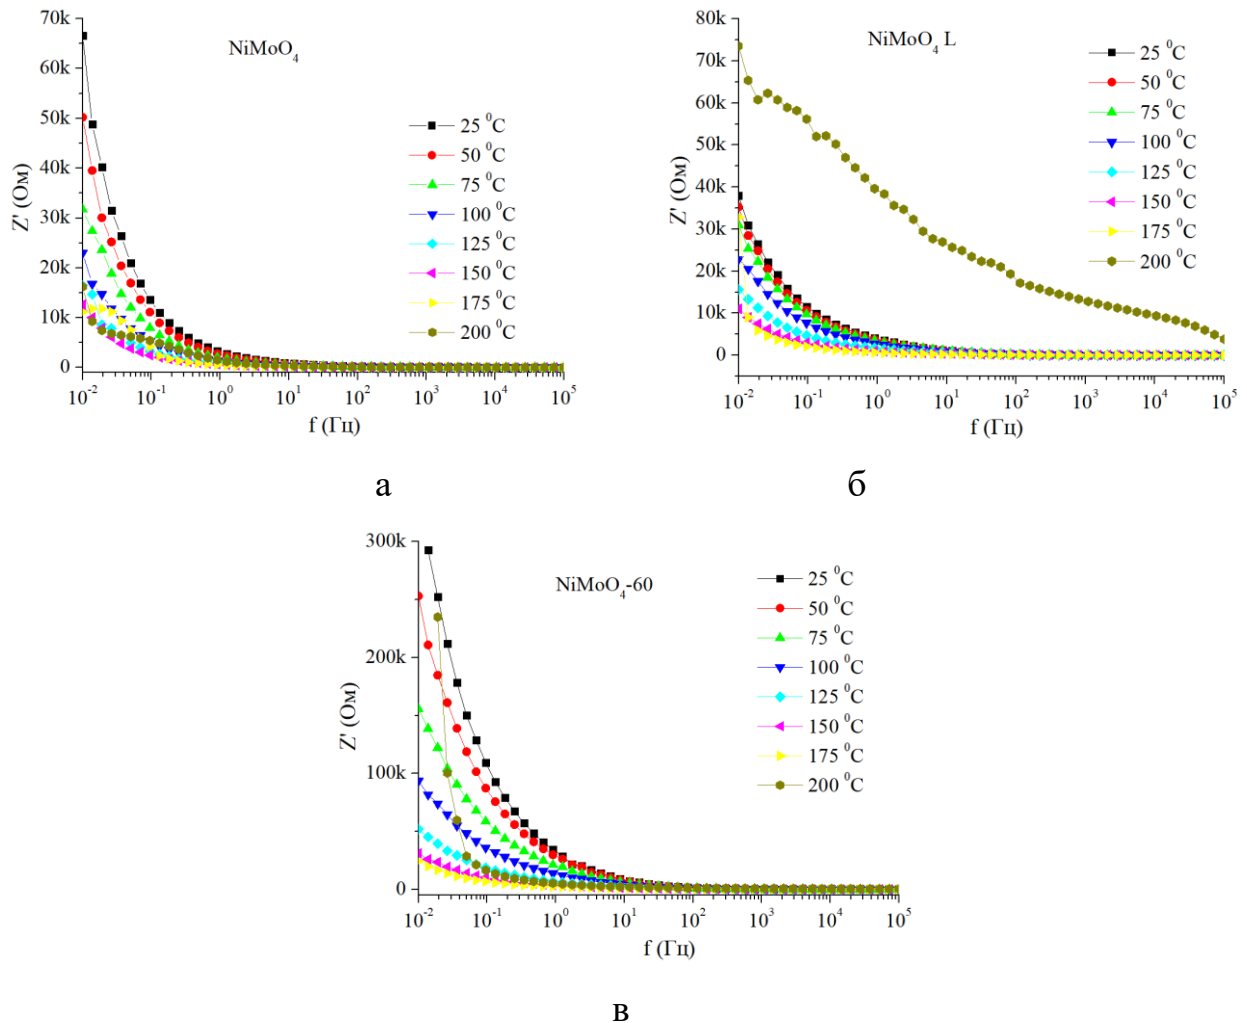 NiMoO4
70k
60k
50k
40k
30k
20k
10k
0
Z' (Ом)
25 ⁰C
50 ⁰C
75 ⁰C
100 ⁰C
125 ⁰C
150 ⁰C
175 ⁰C
200 ⁰C
10⁻² 10⁻¹ 10⁰ 10¹ 10² 10³ 10⁴ 10⁵
f (Гц)
а
NiMoO₄ L
80k
70k
60k
50k
40k
30k
20k
10k
0
Z' (Ом)
25 ⁰C
50 ⁰C
75 ⁰C
100 ⁰C
125 ⁰C
150 ⁰C
175 ⁰C
200 ⁰C
10⁻² 10⁻¹ 10⁰ 10¹ 10² 10³ 10⁴ 10⁵
f (Гц)
б
NiMoO₄-60
300k
200k
100k
0
Z' (Ом)
25 ⁰C
50 ⁰C
75 ⁰C
100 ⁰C
125 ⁰C
150 ⁰C
175 ⁰C
200 ⁰C
10⁻² 10⁻¹ 10⁰ 10¹ 10² 10³ 10⁴ 10⁵
f (Гц)
в